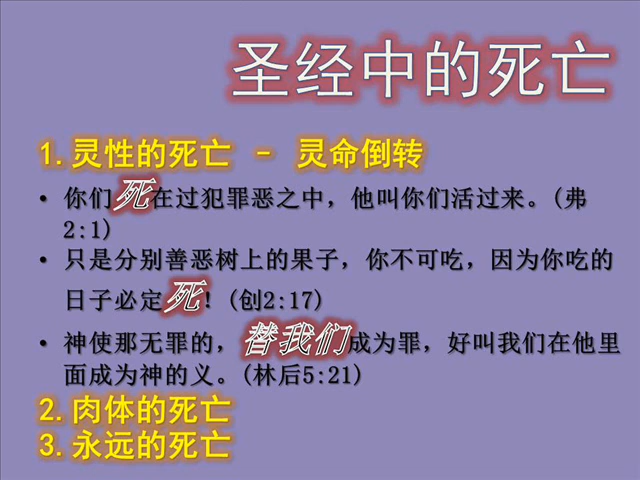 圣经中的死亡
1.灵性的死亡 - 灵命倒转
• 你们死在过犯罪恶之中，他叫你们活过来。(弗
2:1)
• 只是分别善恶树上的果子，你不可吃，因为你吃的
日子必定死！(创2:17)
• 神使那无罪的，替我们成为罪，好叫我们在他里
面成为神的义。(林后5:21)
2.肉体的死亡
3.永远的死亡